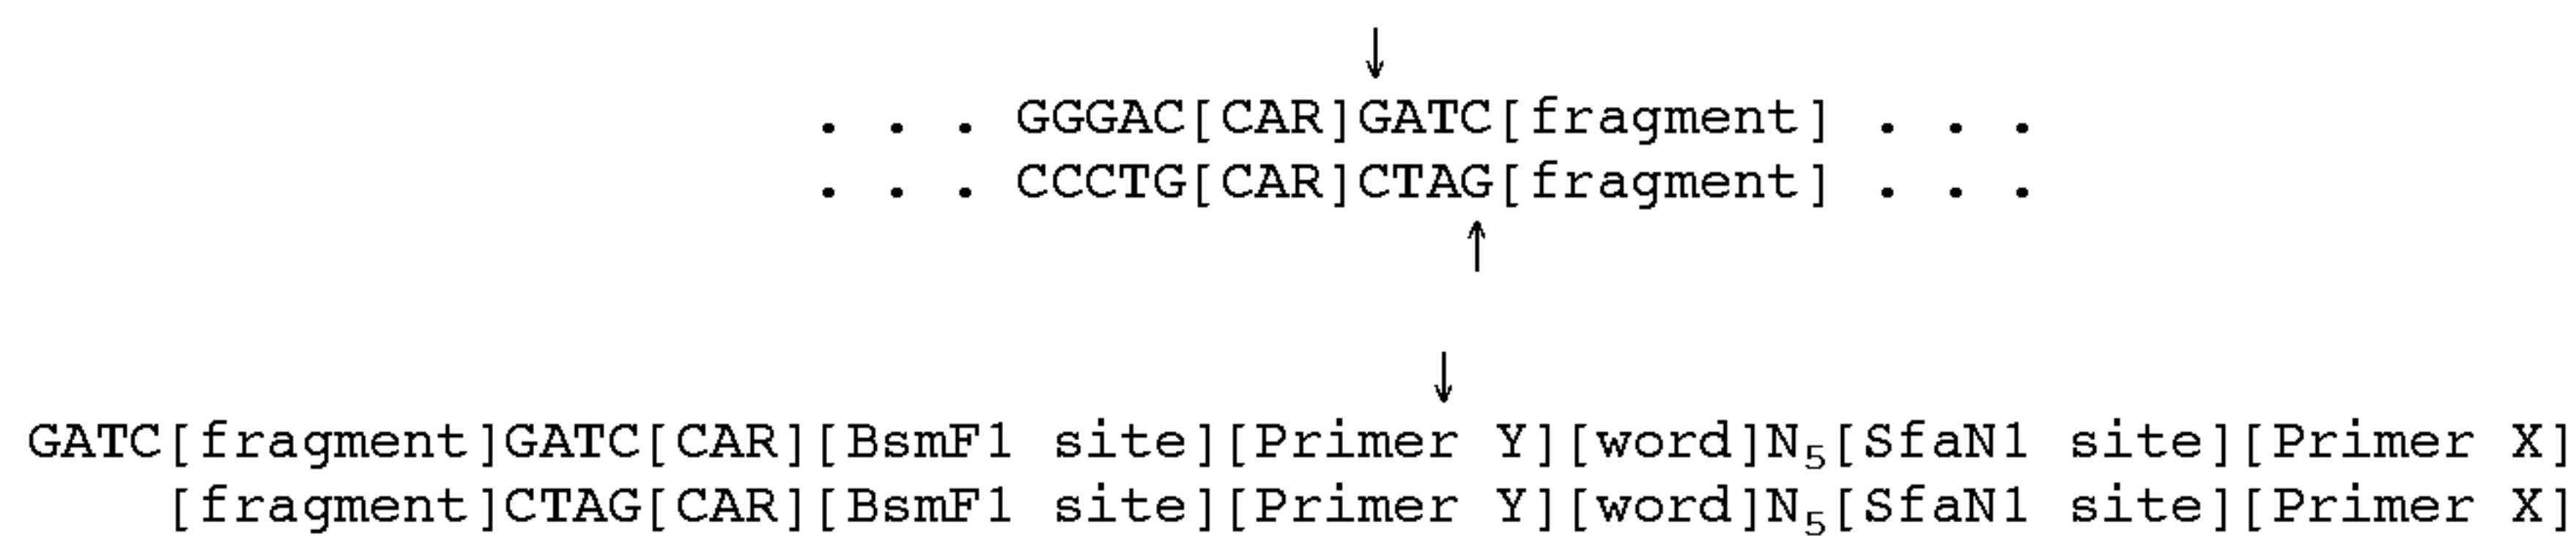 ↓
. . . GGGAC[CAR]GATC[fragment] . . .
. . . CCCTG[CAR]CTAG[fragment] . . .
↑
↓
GATC[fragment]GATC[CAR][BsmF1 site][Primer Y][word]N₅[SfaN1 site][Primer X]
[fragment]CTAG[CAR][BsmF1 site][Primer Y][word]N₅[SfaN1 site][Primer X]